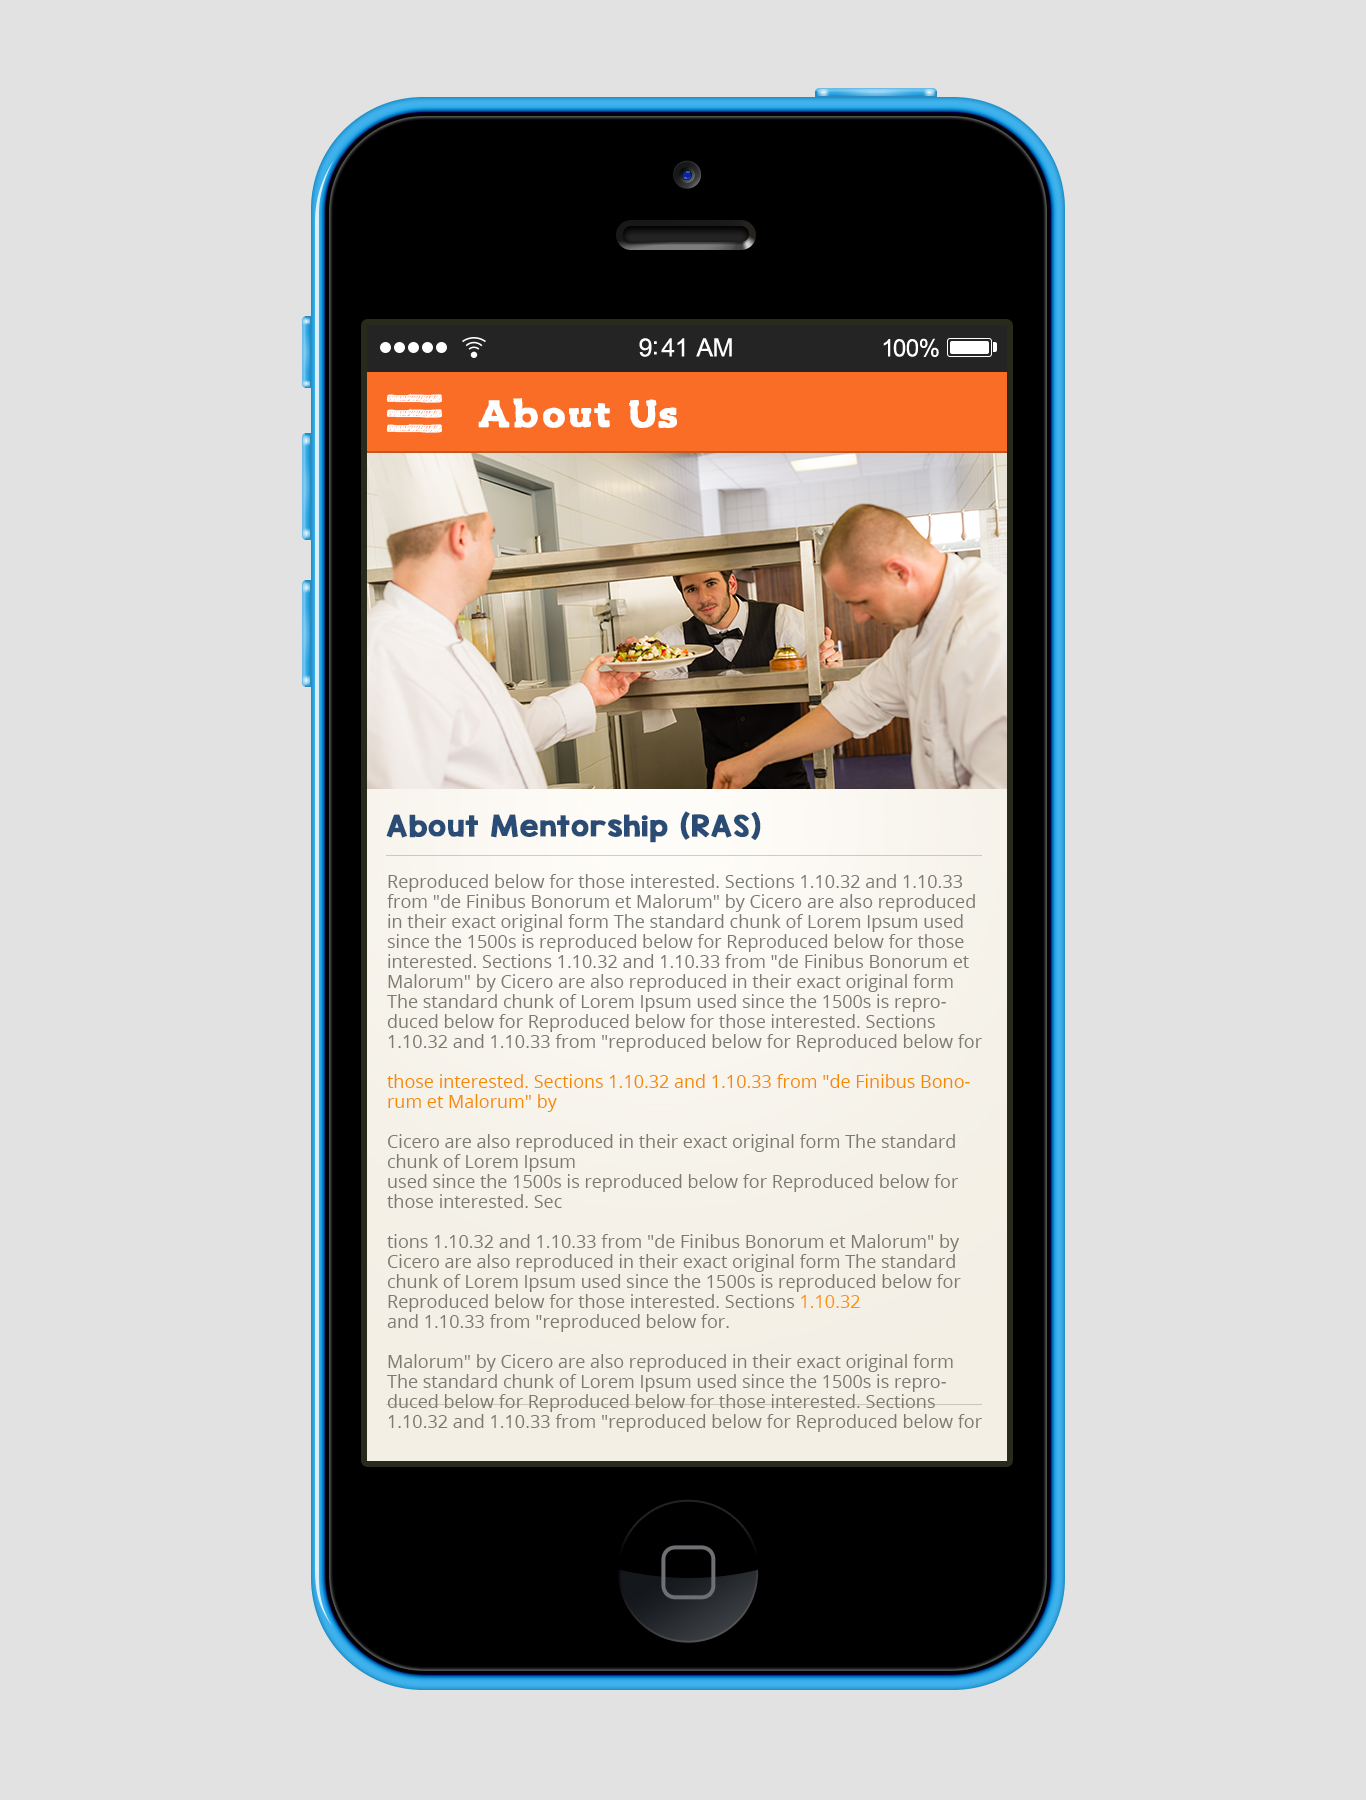 9:41 AM
100%
About Us
About Mentorship (RAS)
Reproduced below for those interested. Sections 1.10.32 and 1.10.33
from "de Finibus Bonorum et Malorum" by Cicero are also reproduced
in their exact original form The standard chunk of Lorem Ipsum used
since the 1500s is reproduced below for Reproduced below for those
interested. Sections 1.10.32 and 1.10.33 from "de Finibus Bonorum et
Malorum" by Cicero are also reproduced in their exact original form
The standard chunk of Lorem Ipsum used since the 1500s is repro-
duced below for Reproduced below for those interested. Sections
1.10.32 and 1.10.33 from "reproduced below for Reproduced below for
those interested. Sections 1.10.32 and 1.10.33 from "de Finibus Bono-
rum et Malorum" by
Cicero are also reproduced in their exact original form The standard
chunk of Lorem Ipsum
used since the 1500s is reproduced below for Reproduced below for
those interested. Sec
tions 1.10.32 and 1.10.33 from "de Finibus Bonorum et Malorum" by
Cicero are also reproduced in their exact original form The standard
chunk of Lorem Ipsum used since the 1500s is reproduced below for
Reproduced below for those interested. Sections 1.10.32
and 1.10.33 from "reproduced below for.
Malorum" by Cicero are also reproduced in their exact original form
The standard chunk of Lorem Ipsum used since the 1500s is repro-
duced below for Reproduced below for those interested. Sections
1.10.32 and 1.10.33 from "reproduced below for Reproduced below for